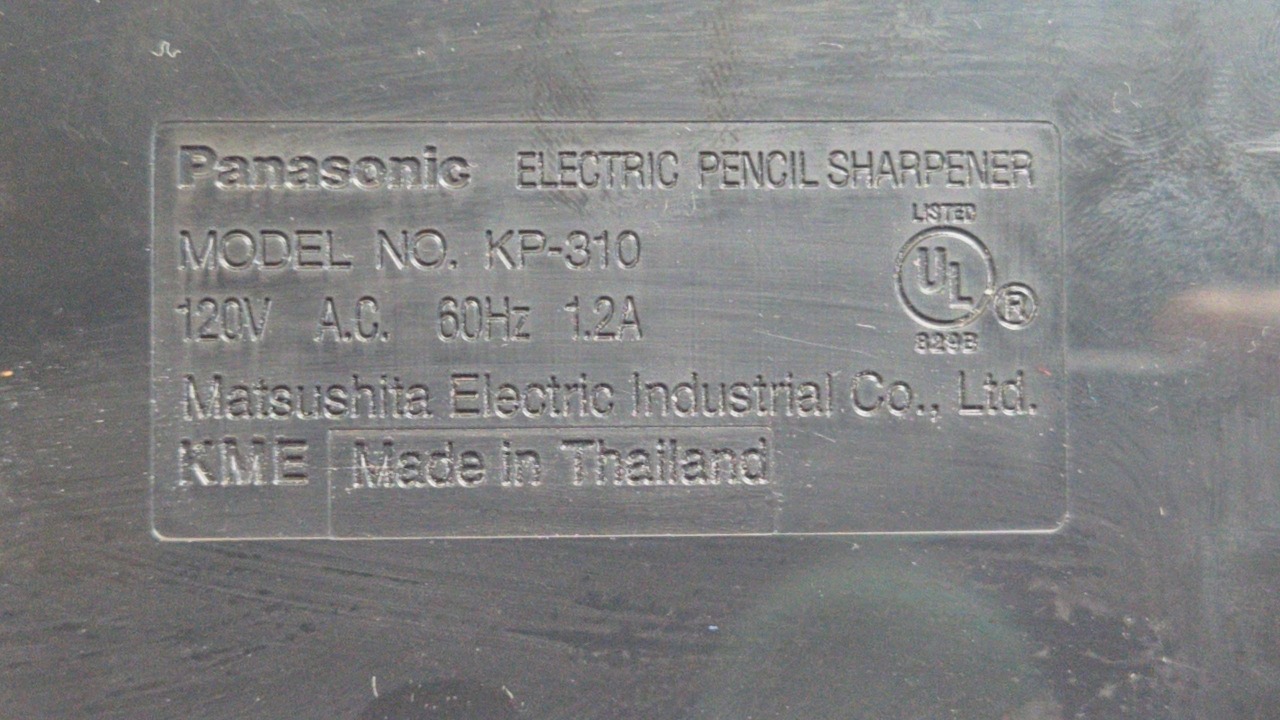 Panasonic ELECTRIC PENCIL SHARPENER
MODEL NO. KP-310
LISTED
UL ®
829B
120V A.C. 60Hz 1.2A
Matsushita Electric Industrial Co., Ltd.
KME Made in Thailand